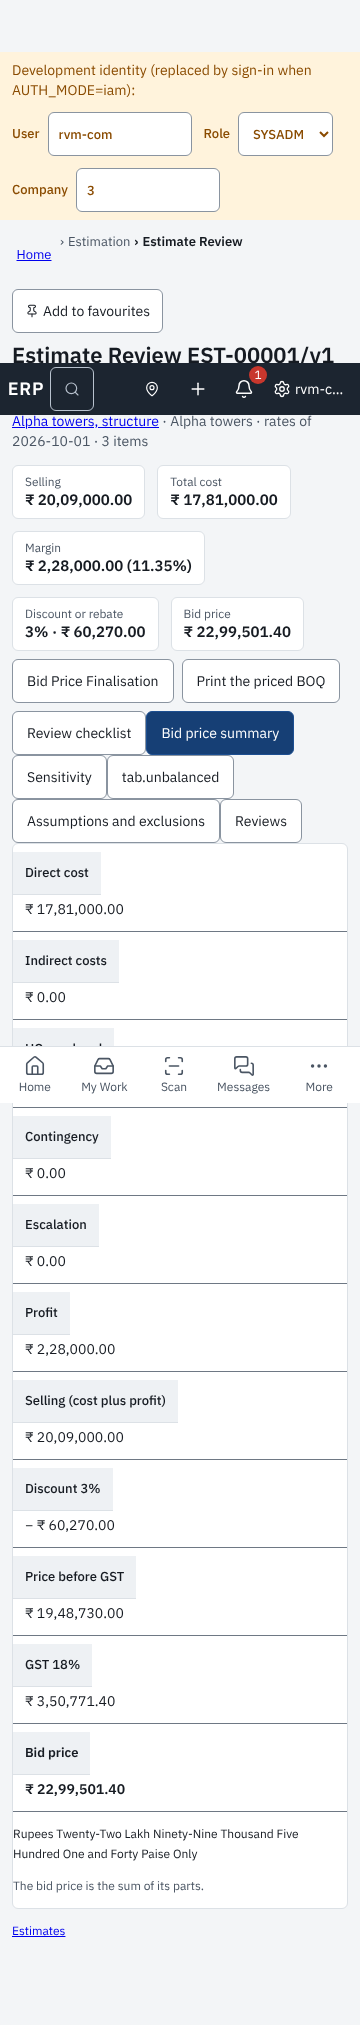 Development identity (replaced by sign-in when
AUTH_MODE=iam):
User rvm-com Role SYSADM
Company 3
Home › Estimation › Estimate Review
Add to favourites
Estimate Review EST-00001/v1
ERP 1 rvm-c...
Alpha towers, structure · Alpha towers · rates of
2026-10-01 · 3 items
Selling
₹ 20,09,000.00
Total cost
₹ 17,81,000.00
Margin
₹ 2,28,000.00 (11.35%)
Discount or rebate
3% · ₹ 60,270.00
Bid price
₹ 22,99,501.40
Bid Price Finalisation
Print the priced BOQ
Review checklist
Bid price summary
Sensitivity
tab.unbalanced
Assumptions and exclusions
Reviews
Direct cost
₹ 17,81,000.00
Indirect costs
₹ 0.00
Home
My Work
Scan
Messages
More
Contingency
₹ 0.00
Escalation
₹ 0.00
Profit
₹ 2,28,000.00
Selling (cost plus profit)
₹ 20,09,000.00
Discount 3%
– ₹ 60,270.00
Price before GST
₹ 19,48,730.00
GST 18%
₹ 3,50,771.40
Bid price
₹ 22,99,501.40
Rupees Twenty-Two Lakh Ninety-Nine Thousand Five
Hundred One and Forty Paise Only
The bid price is the sum of its parts.
Estimates